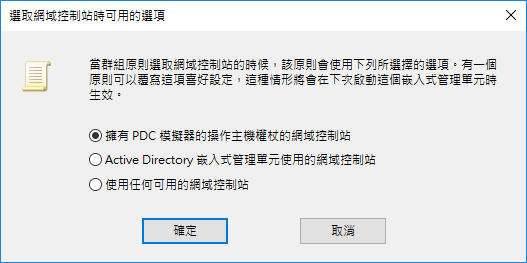 選取網域控制站時可用的選項
當群組原則選取網域控制站的時候，該原則會使用下列所選擇的選項。有一個
原則可以覆寫這項喜好設定，這種情形將會在下次啟動這個嵌入式管理單元時
生效。
擁有 PDC 模擬器的操作主機權杖的網域控制站
Active Directory 嵌入式管理單元使用的網域控制站
使用任何可用的網域控制站
確定
取消